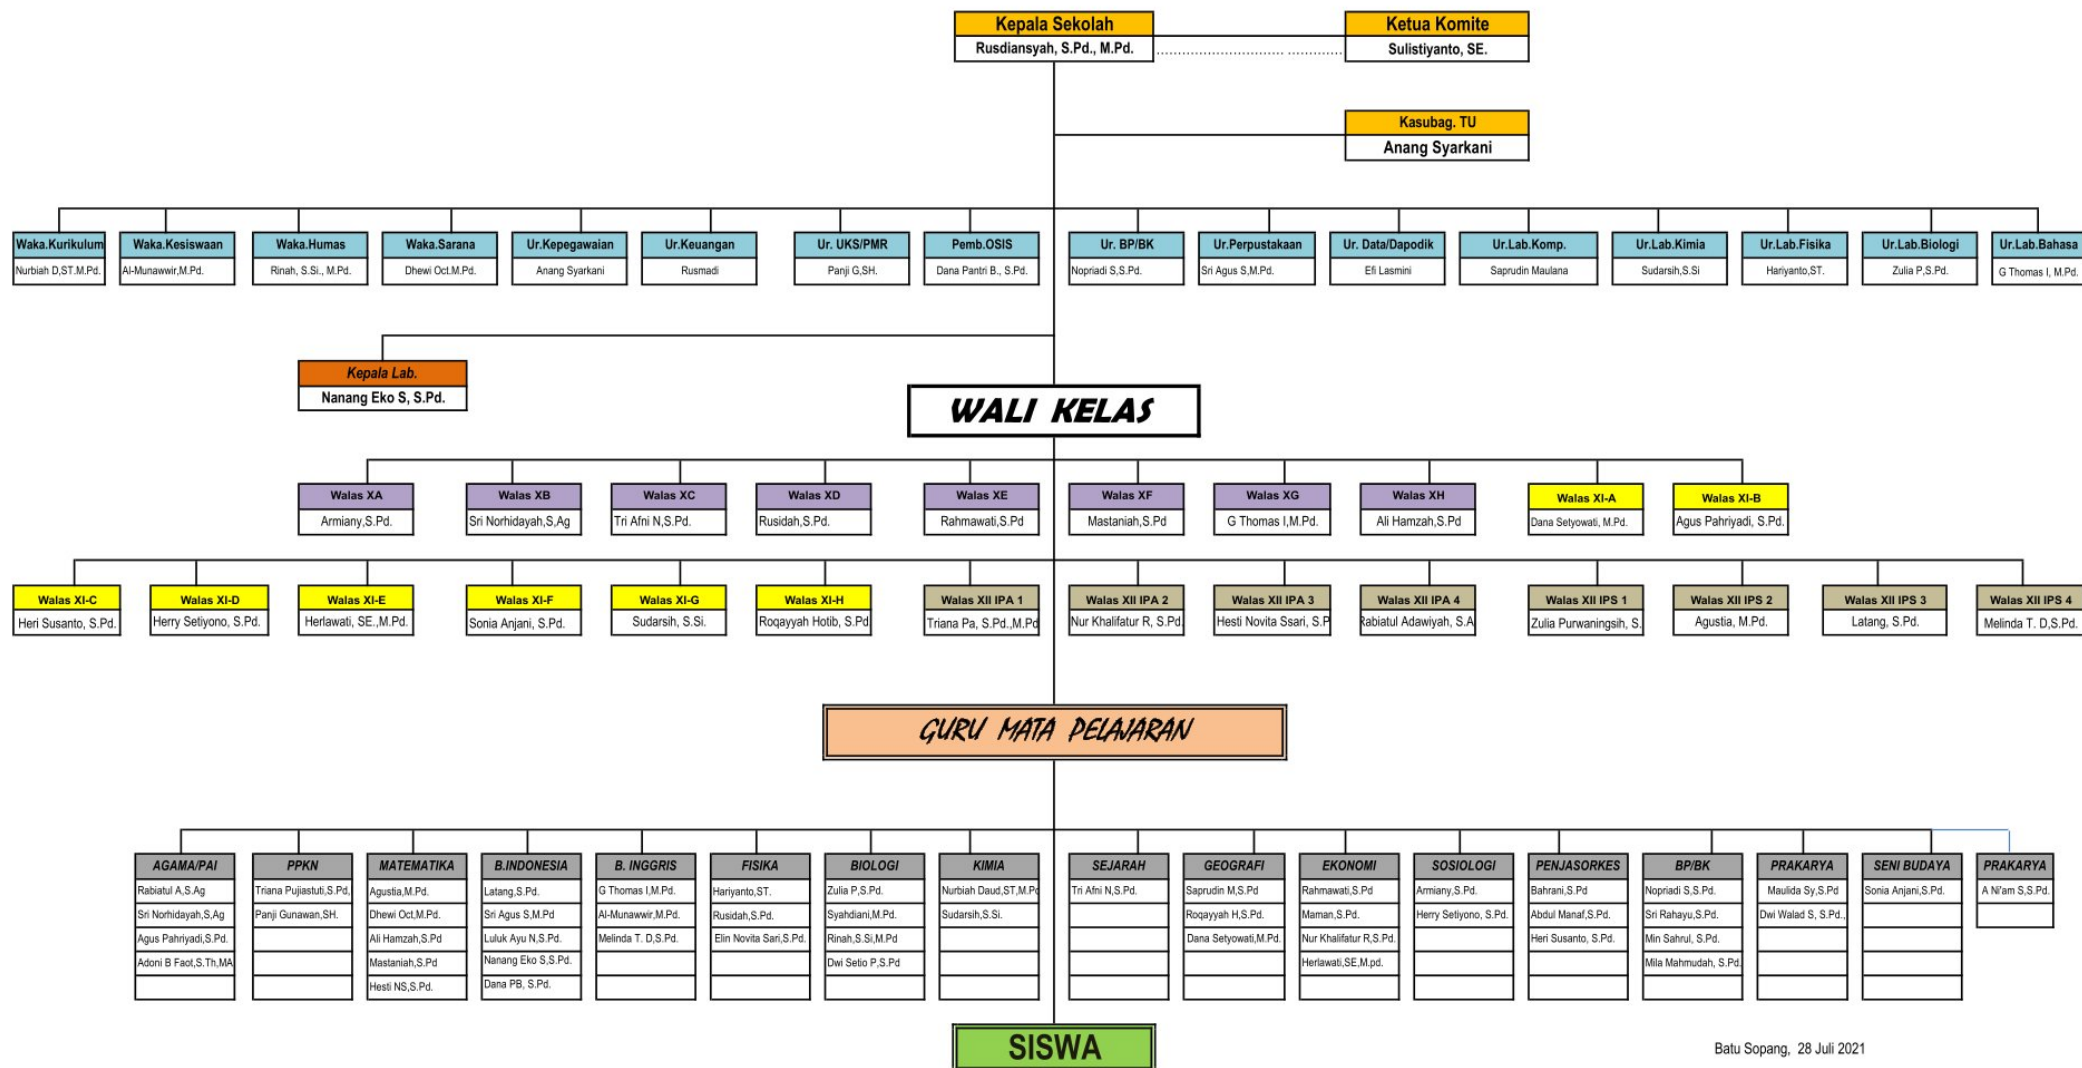 Kepala Sekolah
Rusdiansyah, S.Pd., M.Pd.
Ketua Komite
Sulistiyanto, SE.
Kasubag. TU
Anang Syarkani
Waka.Kurikulum
Nurbiah D,ST.M.Pd.
Waka.Kesiswaan
Al-Munawwir,M.Pd.
Waka.Humas
Rinah, S.Si., M.Pd.
Waka.Sarana
Dhewi Oct.M.Pd.
Ur.Kepegawaian
Anang Syarkani
Ur.Keuangan
Rusmadi
Ur. UKS/PMR
Panji G,SH.
Pemb.OSIS
Dana Pantri B., S.Pd.
Ur. BP/BK
Nopriadi S,S.Pd.
Ur.Perpustakaan
Sri Agus S,M.Pd.
Ur. Data/Dapodik
Efi Lasmini
Ur.Lab.Komp.
Saprudin Maulana
Ur.Lab.Kimia
Sudarsih,S.Si
Ur.Lab.Fisika
Hariyanto,ST.
Ur.Lab.Biologi
Zulia P,S.Pd.
Ur.Lab.Bahasa
G Thomas I, M.Pd.
Kepala Lab.
Nanang Eko S, S.Pd.
WALI KELAS
Walas XA
Armiany,S.Pd.
Walas XB
Sri Norhidayah,S,Ag
Walas XC
Tri Afni N,S.Pd.
Walas XD
Rusidah,S.Pd.
Walas XE
Rahmawati,S.Pd
Walas XF
Mastaniah,S.Pd
Walas XG
G Thomas I,M.Pd.
Walas XH
Ali Hamzah,S.Pd
Walas XI-A
Dana Setyowati, M.Pd.
Walas XI-B
Agus Pahriyadi, S.Pd.
Walas XI-C
Heri Susanto, S.Pd.
Walas XI-D
Herry Setiyono, S.Pd.
Walas XI-E
Herlawati, SE.,M.Pd.
Walas XI-F
Sonia Anjani, S.Pd.
Walas XI-G
Sudarsih, S.Si.
Walas XI-H
Roqayyah Hotib, S.Pd
Walas XII IPA 1
Triana Pa, S.Pd.,M.Pd
Walas XII IPA 2
Nur Khalifatur R, S.Pd.
Walas XII IPA 3
Hesti Novita Ssari, S.P
Walas XII IPA 4
Rabiatul Adawiyah, S.A
Walas XII IPS 1
Zulia Purwaningsih, S.
Walas XII IPS 2
Agustia, M.Pd.
Walas XII IPS 3
Latang, S.Pd.
Walas XII IPS 4
Melinda T. D,S.Pd.
GURU MATA PELAJARAN
AGAMA/PAI
Rabiatul A,S.Ag
Sri Norhidayah,S,Ag
Agus Pahriyadi,S.Pd.
Adoni B Faot,S.Th,MA
PPKN
Triana Pujiastuti,S.Pd,
Panji Gunawan,SH.
MATEMATIKA
Agustia,M.Pd.
Dhewi Oct,M.Pd.
Ali Hamzah,S.Pd
Mastaniah,S.Pd
Hesti NS,S.Pd.
B.INDONESIA
Latang,S.Pd.
Sri Agus S,M.Pd
Luluk Ayu N,S.Pd.
Nanang Eko S,S.Pd.
Dana PB, S.Pd.
B. INGGRIS
G Thomas I,M.Pd.
Al-Munawwir,M.Pd.
Melinda T. D,S.Pd.
FISIKA
Hariyanto,ST.
Rusidah,S.Pd.
Elin Novita Sari,S.Pd.
BIOLOGI
Zulia P,S.Pd.
Syahdiani,M.Pd.
Rinah,S.Si,M.Pd
Dwi Setio P,S.Pd
KIMIA
Nurbiah Daud,ST,M.Pd
Sudarsih,S.Si.
SEJARAH
Tri Afni N,S.Pd.
GEOGRAFI
Saprudin M,S.Pd
Roqayyah H,S.Pd.
Dana Setyowati,M.Pd.
EKONOMI
Rahmawati,S.Pd
Maman,S.Pd.
Nur Khalifatur R,S.Pd.
Herlawati,SE,M.pd.
SOSIOLOGI
Armiany,S.Pd.
Herry Setiyono, S.Pd.
PENJASORKES
Bahrani,S.Pd
Abdul Manaf,S.Pd.
Heri Susanto, S.Pd.
BP/BK
Nopriadi S,S.Pd.
Sri Rahayu,S.Pd.
Min Sahrul, S.Pd.
Mila Mahmudah, S.Pd.
PRAKARYA
Maulida Sy,S.Pd
Dwi Walad S, S.Pd.,
SENI BUDAYA
Sonia Anjani,S.Pd.
PRAKARYA
A Ni'am S,S.Pd.
SISWA
Batu Sopang, 28 Juli 2021